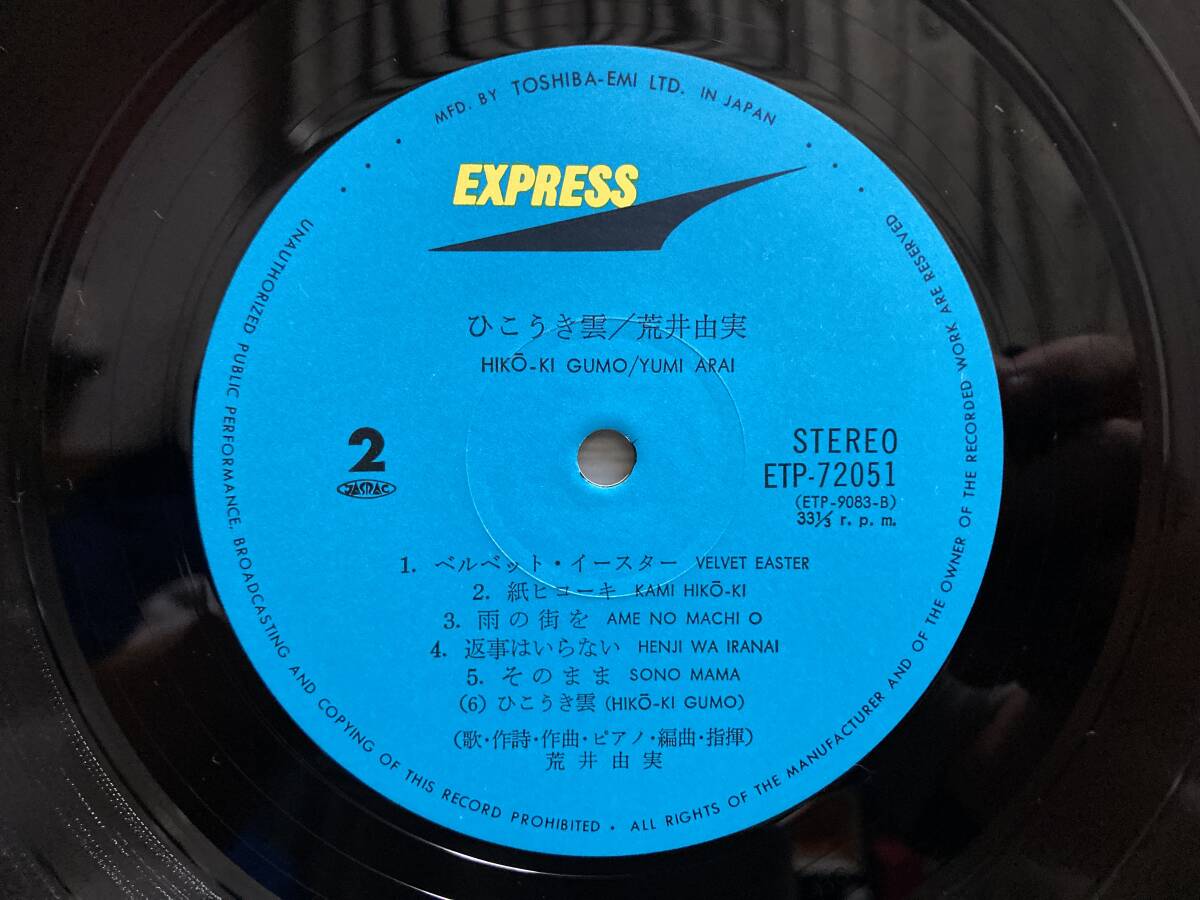 MFD. BY TOSHIBA-EMI LTD. IN JAPAN
EXPRESS
ひこうき雲/荒井由実
HIKŌ-KI GUMO/YUMI ARAI
2
JASRAC
STEREO
ETP-72051
(ETP-9083-B)
33⅓ r. p. m.
1. ベルベット・イースター VELVET EASTER
2. 紙ヒコーキ KAMI HIKŌ-KI
3. 雨の街を AME NO MACHI O
4. 返事はいらない HENJI WA IRANAI
5. そのまま SONO MAMA
(6) ひこうき雲 (HIKŌ-KI GUMO)
(歌・作詩・作曲・ピアノ・編曲・指揮)
荒井由実
UNAUTHORIZED PUBLIC PERFORMANCE, BROADCASTING AND COPYING OF THIS RECORD PROHIBITED • ALL RIGHTS OF THE MANUFACTURER AND OF THE OWNER OF THE RECORDED WORK ARE RESERVED